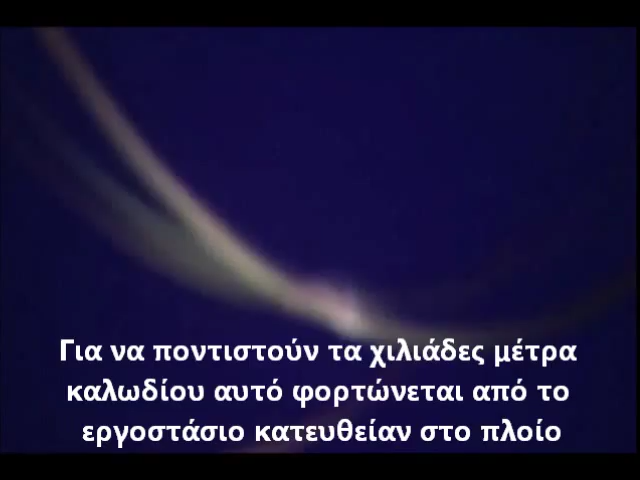 Για να ποντιστούν τα χιλιάδες μέτρα
καλωδίου αυτό φορτώνεται από το
εργοστάσιο κατευθείαν στο πλοίο